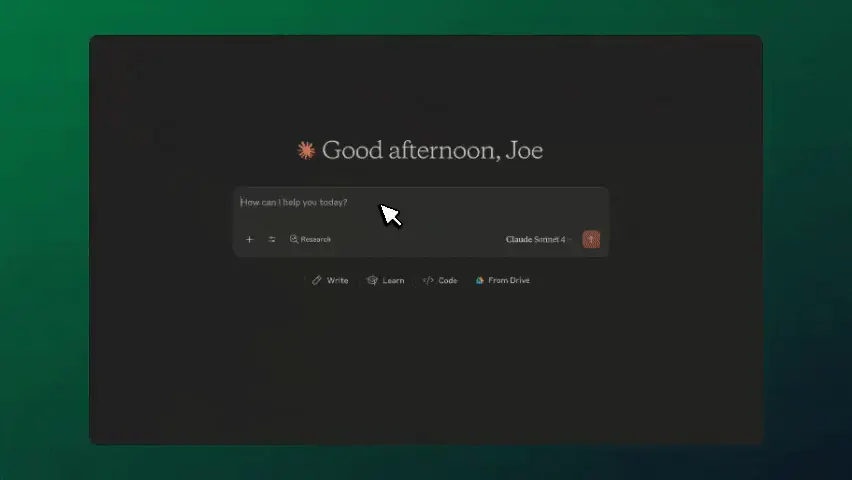 Good afternoon, Joe
How can I help you today?
Research
Claude Sonnet 4
Write
Learn
Code
From Drive